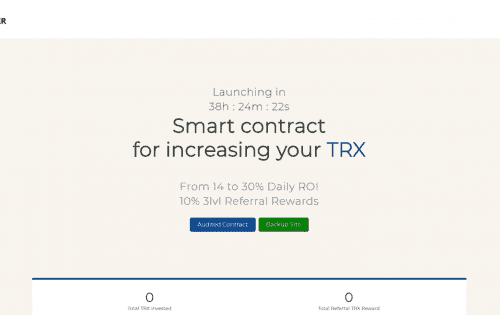 ER
Launching in
38h : 24m : 22s
Smart contract
for increasing your TRX
From 14 to 30% Daily ROI
10% 3lvl Referral Rewards
Audited Contract
Backup Site
0
0
Total TRX Invested
Total Referral TRX Reward